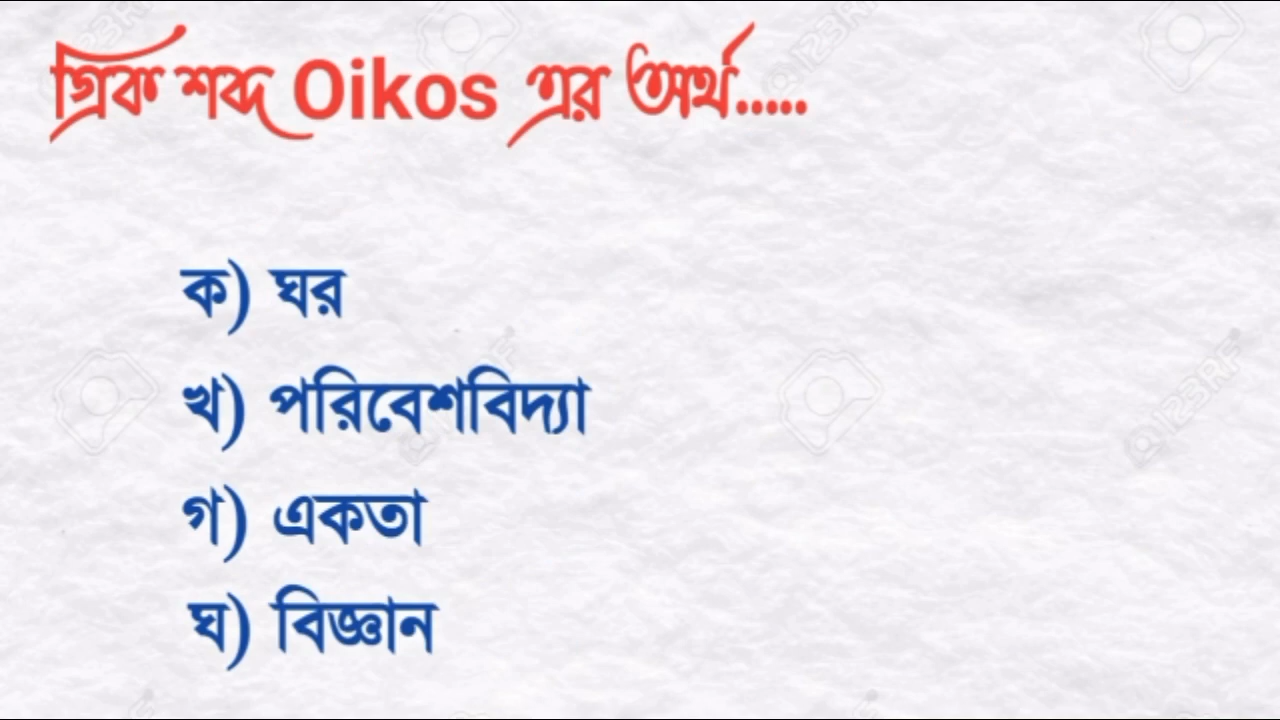 গ্রিক শব্দ Oikos এর অর্থ.....
ক) ঘর
খ) পরিবেশবিদ্যা
গ) একতা
ঘ) বিজ্ঞান